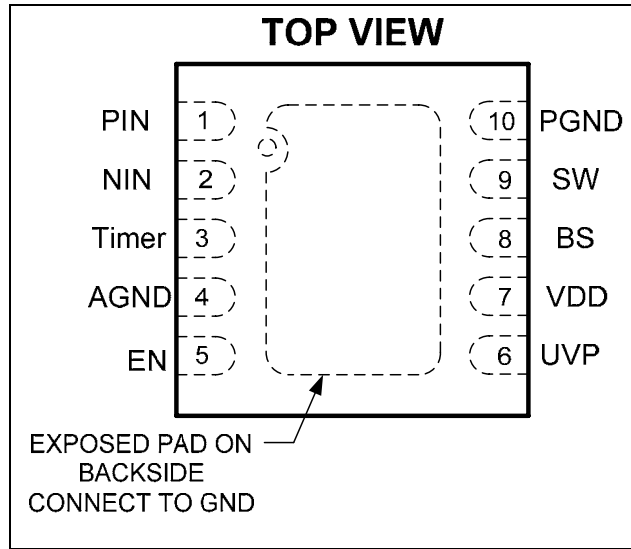 TOP VIEW
PIN 1 10 PGND
NIN 2 9 SW
Timer 3 8 BS
AGND 4 7 VDD
EN 5 6 UVP
EXPOSED PAD ON
BACKSIDE
CONNECT TO GND